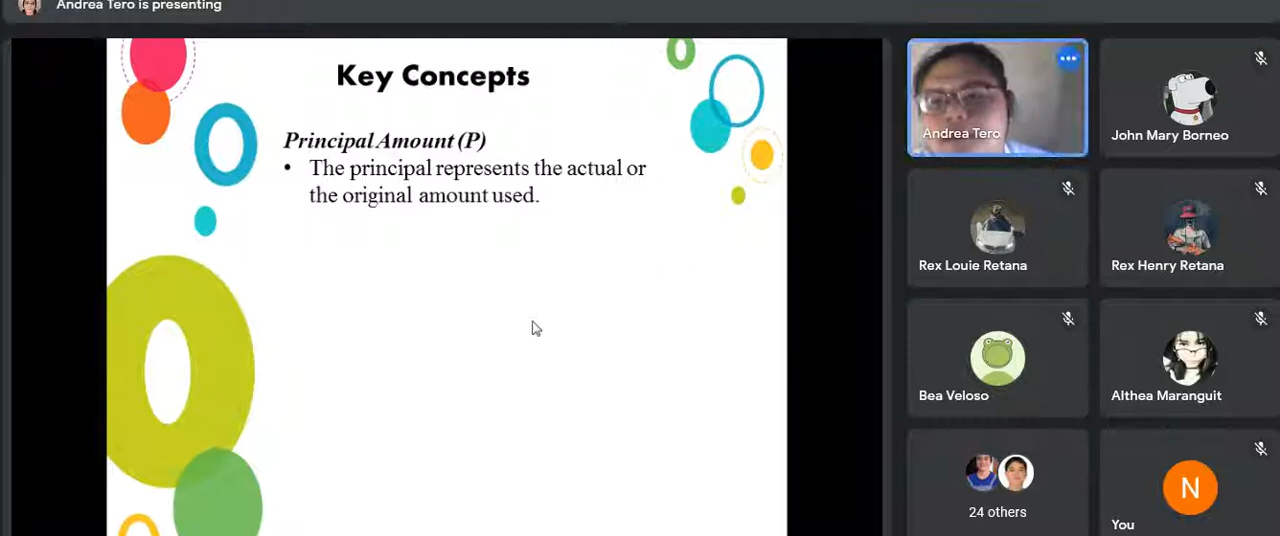 Andrea Tero is presenting
Key Concepts
Principal Amount (P)
• The principal represents the actual or
the original amount used.
Andrea Tero
John Mary Borneo
Rex Louie Retana
Rex Henry Retana
Bea Veloso
Althea Maranguit
24 others
N
You